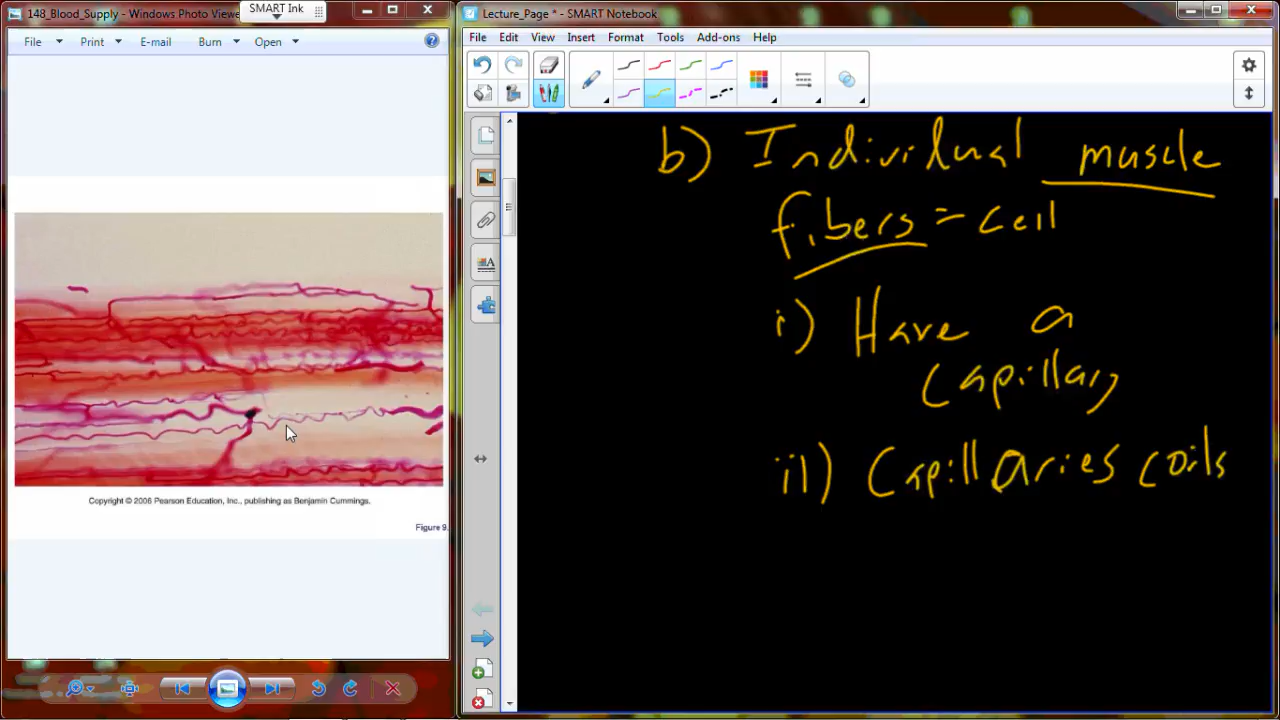 148_Blood_Supply - Windows Photo Viewe
SMART Ink
File Print E-mail Burn Open
Copyright © 2006 Pearson Education, Inc., publishing as Benjamin Cummings.
Figure 9.
Lecture_Page * - SMART Notebook
File Edit View Insert Format Tools Add-ons Help
b) Individual muscle
fibers = cell
i) Have a
capillary
ii) Capillaries coils